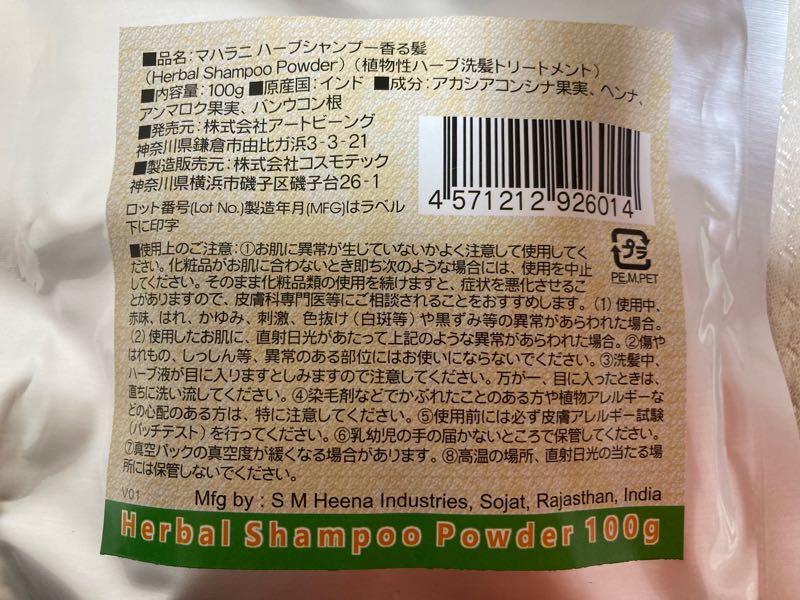 ■品名：マハラニ ハーブシャンプー香る髪
（Herbal Shampoo Powder）（植物性ハーブ洗髪トリートメント）
■内容量：100g ■原産国：インド ■成分：アカシアコンシナ果実、ヘンナ、
アンマロク果実、バンウコン根
■発売元：株式会社アートビーング
神奈川県鎌倉市由比ガ浜3-3-21
■製造販売元：株式会社コスモテック
神奈川県横浜市磯子区磯子台26-1
ロット番号(Lot No.)製造年月(MFG)はラベル
下に印字
4 571212 926014
プラ
PE,M,PET
■使用上のご注意：①お肌に異常が生じていないかよく注意して使用してく
ださい。化粧品がお肌に合わないとき即ち次のような場合には、使用を中止
してください。そのまま化粧品類の使用を続けますと、症状を悪化させるこ
とがありますので、皮膚科専門医等にご相談されることをおすすめします。（1）使用中、
赤味、はれ、かゆみ、刺激、色抜け（白斑等）や黒ずみ等の異常があらわれた場合。
（2）使用したお肌に、直射日光があたって上記のような異常があらわれた場合。②傷や
はれもの、しっしん等、異常のある部位にはお使いにならないでください。③洗髪中、
ハーブ液が目に入りますとしみますので注意してください。万が一、目に入ったときは、
直ちに洗い流してください。④染毛剤などでかぶれたことのある方や植物アレルギーな
どの心配のある方は、特に注意してください。⑤使用前には必ず皮膚アレルギー試験
（パッチテスト）を行ってください。⑥乳幼児の手の届かないところで保管してください。
⑦真空パックの真空度が緩くなる場合があります。⑧高温の場所、直射日光の当たる場
所には保管しないでください。
V01
Mfg by : S M Heena Industries, Sojat, Rajasthan, India
Herbal Shampoo Powder 100g